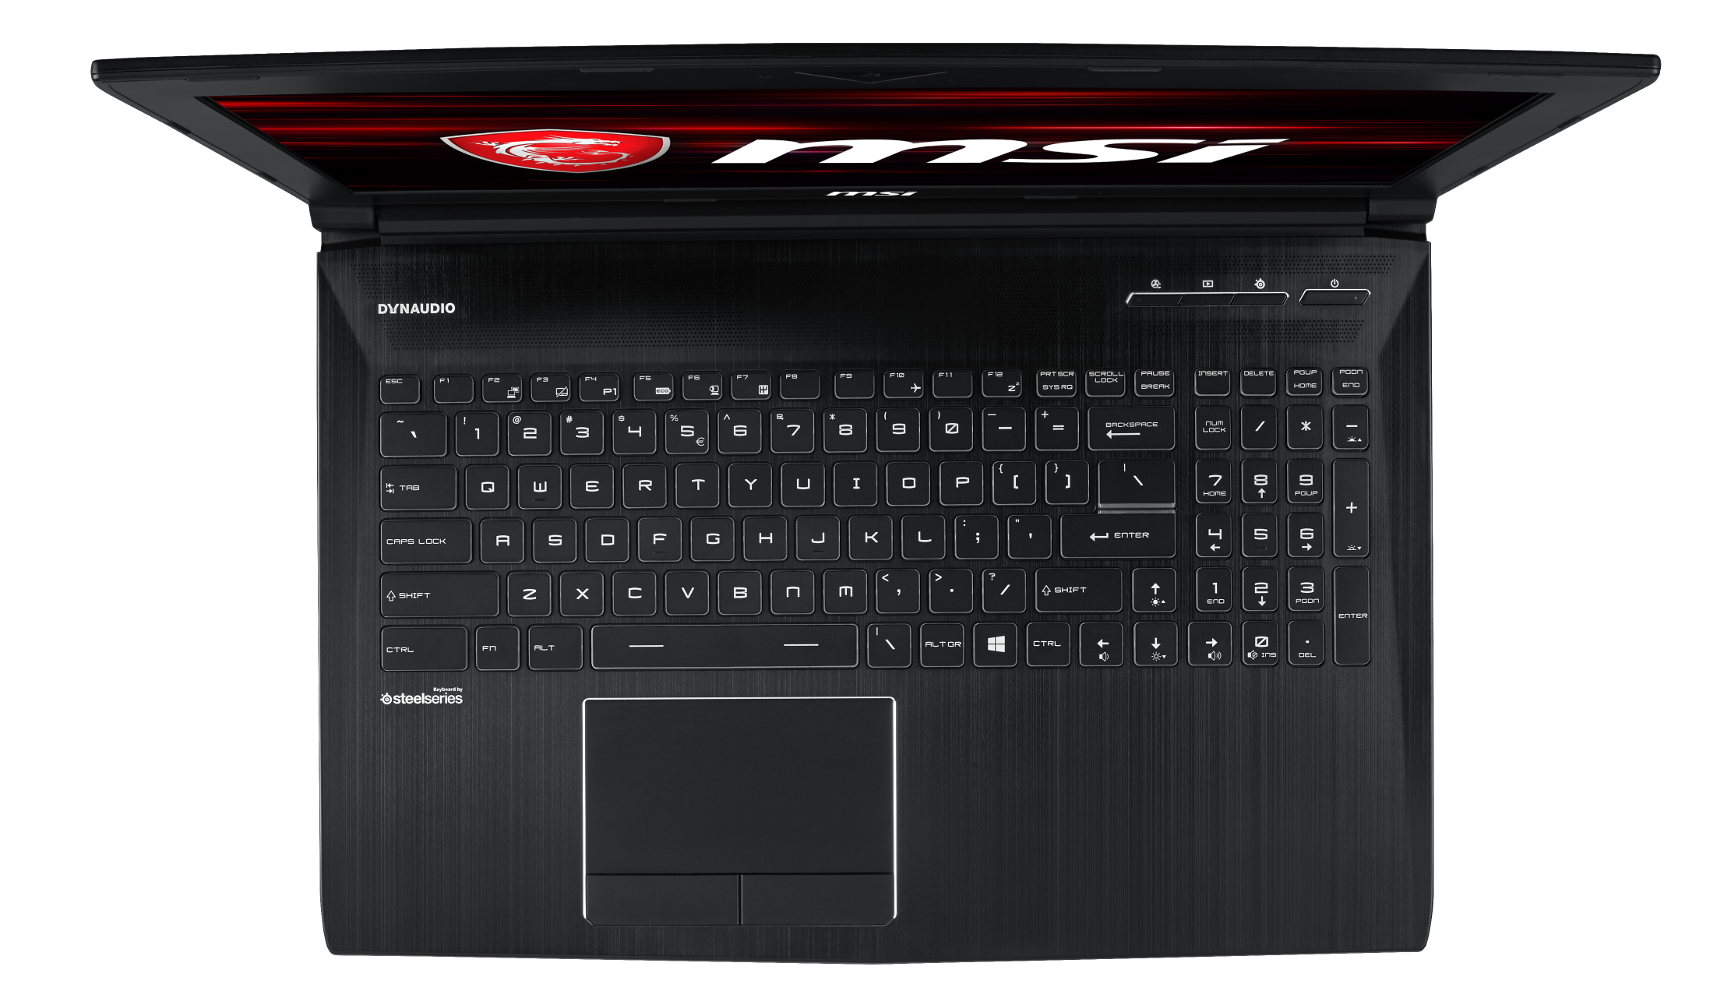 msi
msi
DYNAUDIO
ESC F1 F2 F3 F4 P1 F5 F6 F7 F8 F9 F10 F11 F12 Z PRT SCR SYS RQ SCROLL LOCK PAUSE BREAK INSERT DELETE PGUP HOME PGDN END
~ ` ! 1 @ 2 # 3 $ 4 % 5 € ^ 6 & 7 * 8 ( 9 ) 0 — - + = BACKSPACE NUM LOCK / * -
TAB Q W E R T Y U I O P { [ } ] | \ 7 HOME 8 9 PGUP +
CAPS LOCK A S D F G H J K L : ; " ' ENTER 4 5 6
SHIFT Z X C V B N M < , > . ? / SHIFT 1 END 2 3 PGDN ENTER
CTRL FN ALT | \ ALT GR CTRL 0 INS . DEL
Keyboard by
steelseries